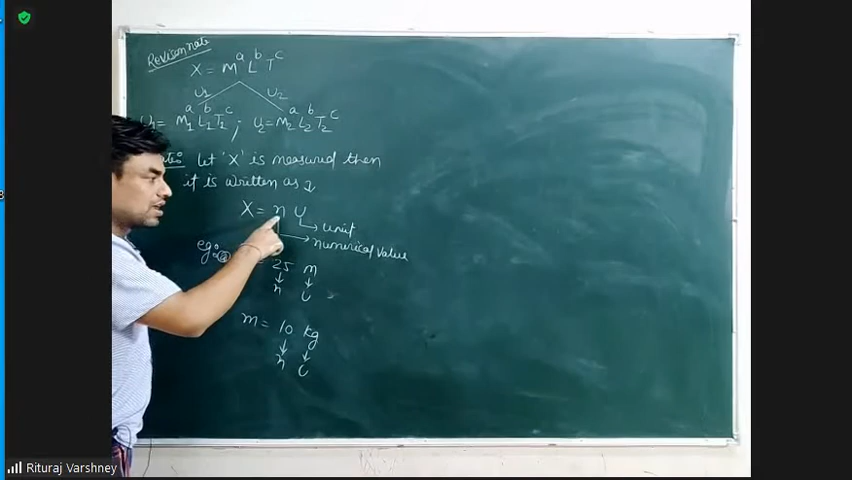 Revison note
X = M^a L^b T^c
U1 U2
U1 = M1^a L1^b T1^c ; U2 = M2^a L2^b T2^c
Let 'X' is measured then
it is written as
X = n U
→ unit
→ numerical value
eg:
25 m
n U
m = 10 kg
n U
Rituraj Varshney